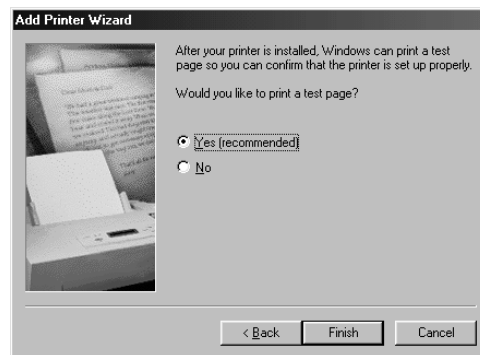 Add Printer Wizard
After your printer is installed, Windows can print a test
page so you can confirm that the printer is set up properly.
Would you like to print a test page?
Yes (recommended)
No
< Back
Finish
Cancel